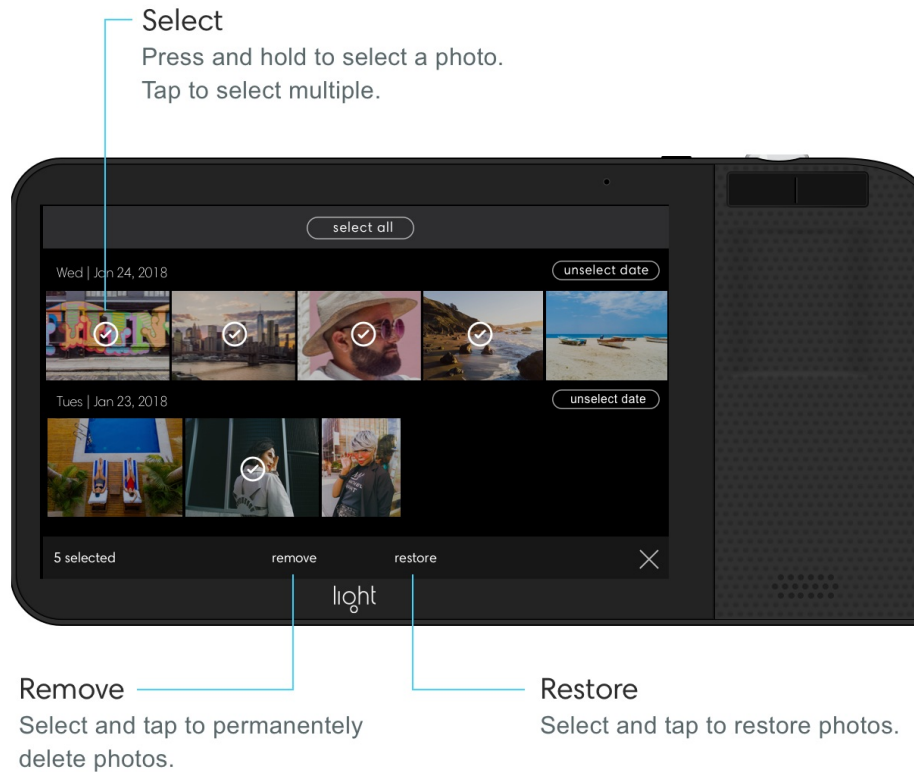 Select
Press and hold to select a photo.
Tap to select multiple.
select all
Wed | Jan 24, 2018
unselect date
Tues | Jan 23, 2018
unselect date
5 selected
remove
restore
light
Remove
Select and tap to permanentely
delete photos.
Restore
Select and tap to restore photos.